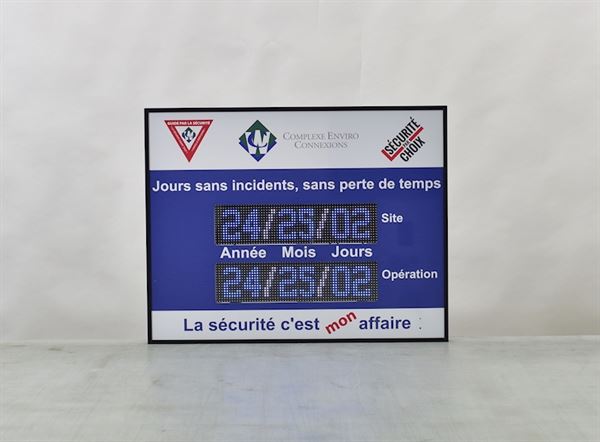 GUIDÉ PAR LA SÉCURITÉ
COMPLEXE ENVIRO
CONNEXIONS
SÉCURITÉ
CHOIX
Jours sans incidents, sans perte de temps
24/25/02 Site
Année Mois Jours
24/25/02 Opération
La sécurité c'est mon affaire :